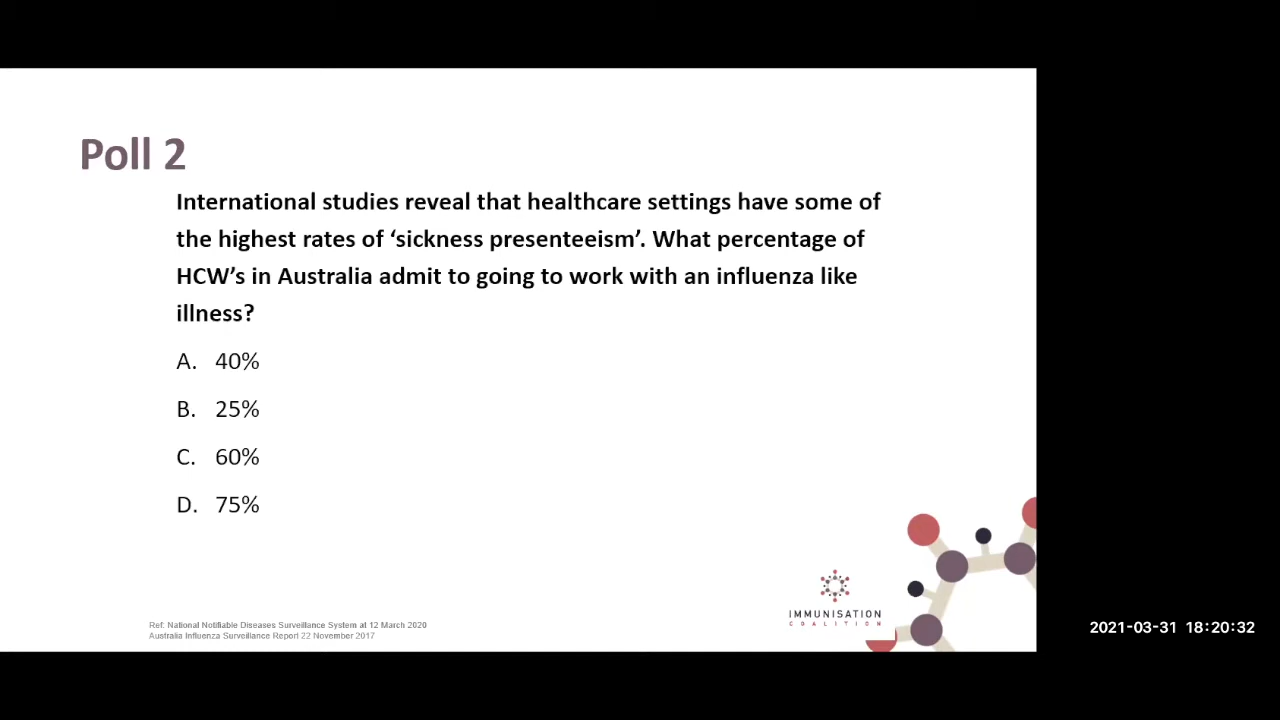 Poll 2
International studies reveal that healthcare settings have some of
the highest rates of ‘sickness presenteeism’. What percentage of
HCW’s in Australia admit to going to work with an influenza like
illness?
A. 40%
B. 25%
C. 60%
D. 75%
IMMUNISATION
COALITION
Ref: National Notifiable Diseases Surveillance System at 12 March 2020
Australia Influenza Surveillance Report 22 November 2017
2021-03-31 18:20:32